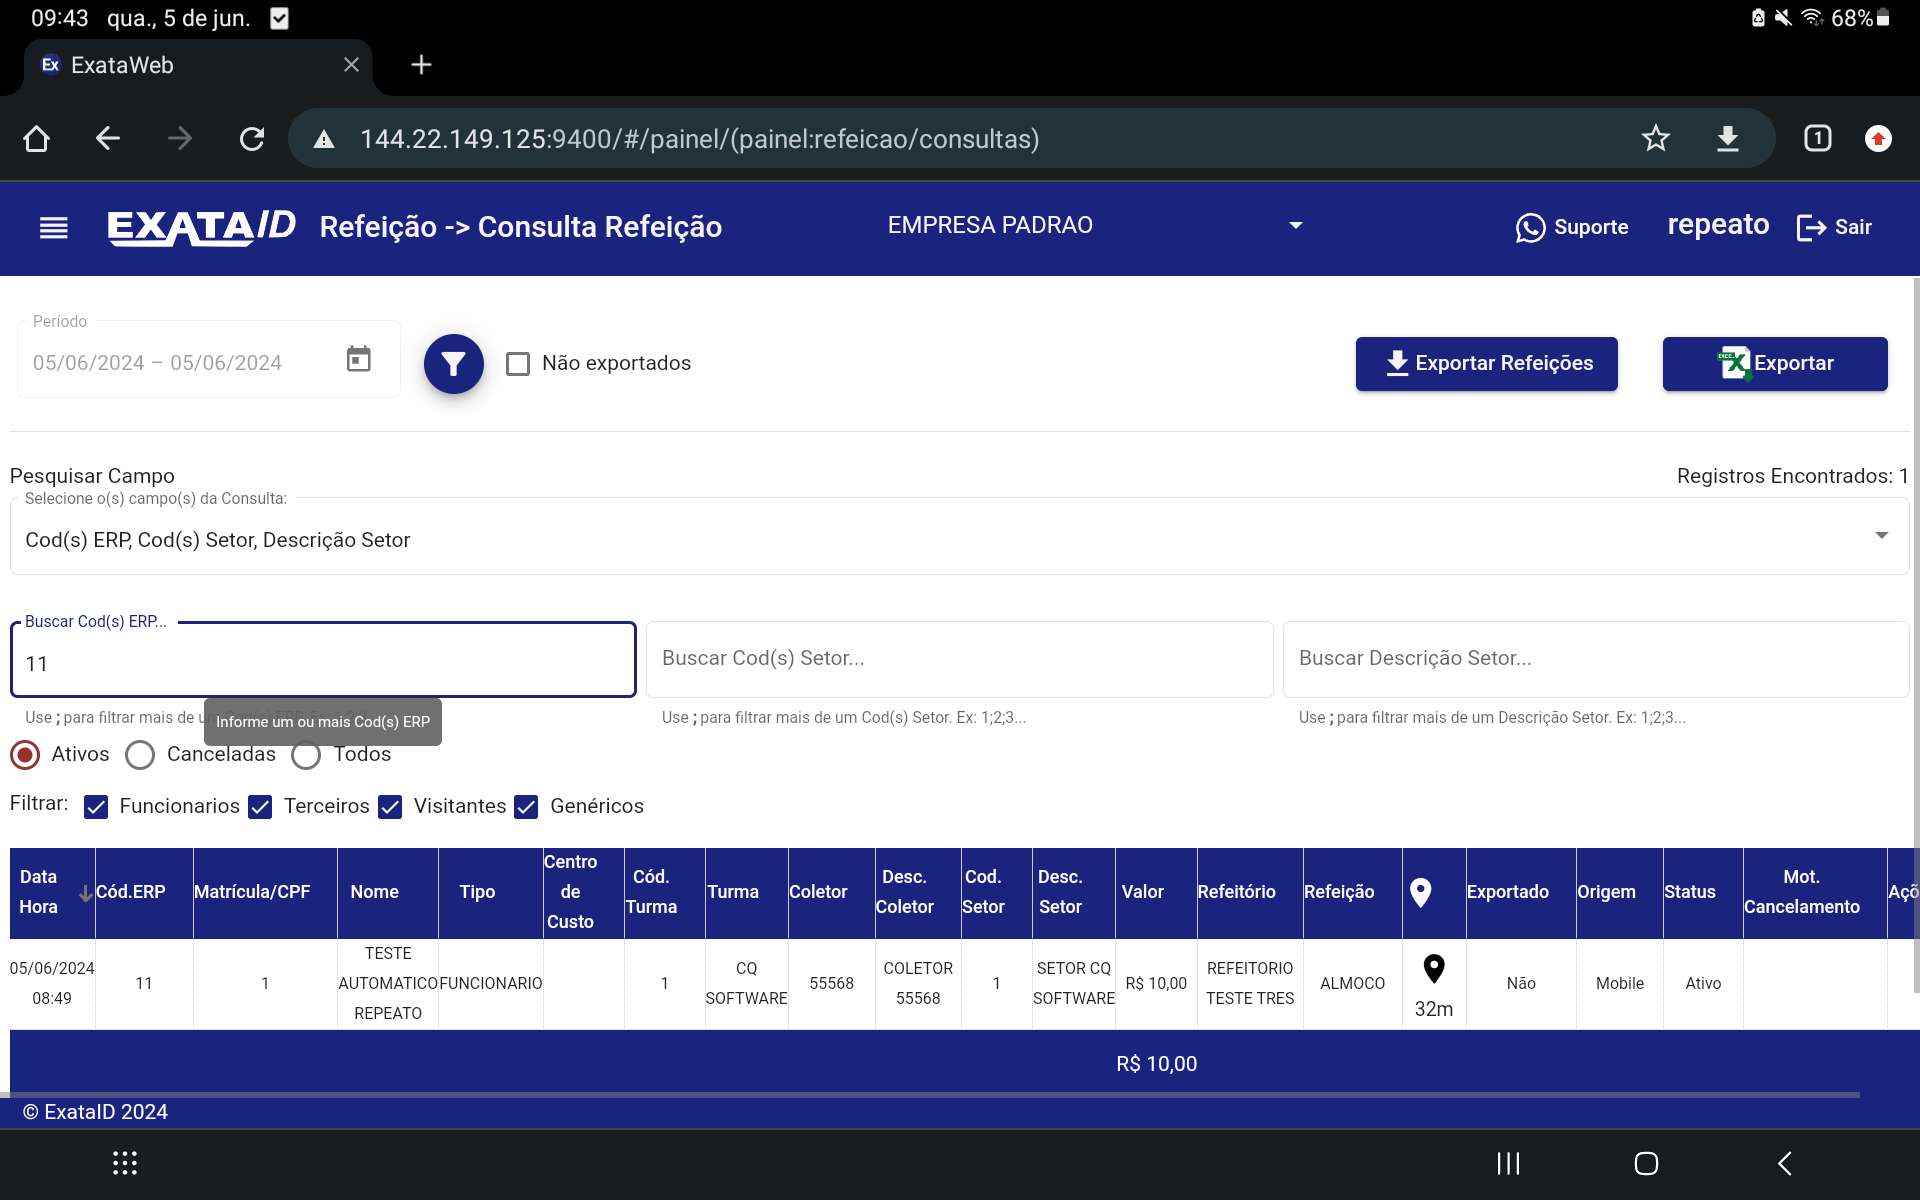 09:43 qua., 5 de jun. 68%
Ex ExataWeb
144.22.149.125:9400/#/painel/(painel:refeicao/consultas) 1
EXATAID Refeição -> Consulta Refeição EMPRESA PADRAO Suporte repeato Sair
Período
05/06/2024 – 05/06/2024 Não exportados Exportar Refeições Exportar
Pesquisar Campo Registros Encontrados: 1
Selecione o(s) campo(s) da Consulta:
Cod(s) ERP, Cod(s) Setor, Descrição Setor
Buscar Cod(s) ERP...
11 Buscar Cod(s) Setor... Buscar Descrição Setor...
Use ; para filtrar mais de Informe um ou mais Cod(s) ERP Use ; para filtrar mais de um Cod(s) Setor. Ex: 1;2;3... Use ; para filtrar mais de um Descrição Setor. Ex: 1;2;3...
Ativos Canceladas Todos
Filtrar: Funcionarios Terceiros Visitantes Genéricos
Data Hora Cód.ERP Matrícula/CPF Nome Tipo Centro de Custo Cód. Turma Turma Coletor Desc. Coletor Cod. Setor Desc. Setor Valor Refeitório Refeição Exportado Origem Status Mot. Cancelamento Açõ
05/06/2024 08:49 11 1 TESTE AUTOMATICO REPEATO FUNCIONARIO 1 CQ SOFTWARE 55568 COLETOR 55568 1 SETOR CQ SOFTWARE R$ 10,00 REFEITORIO TESTE TRES ALMOCO 32m Não Mobile Ativo
R$ 10,00
© ExataID 2024